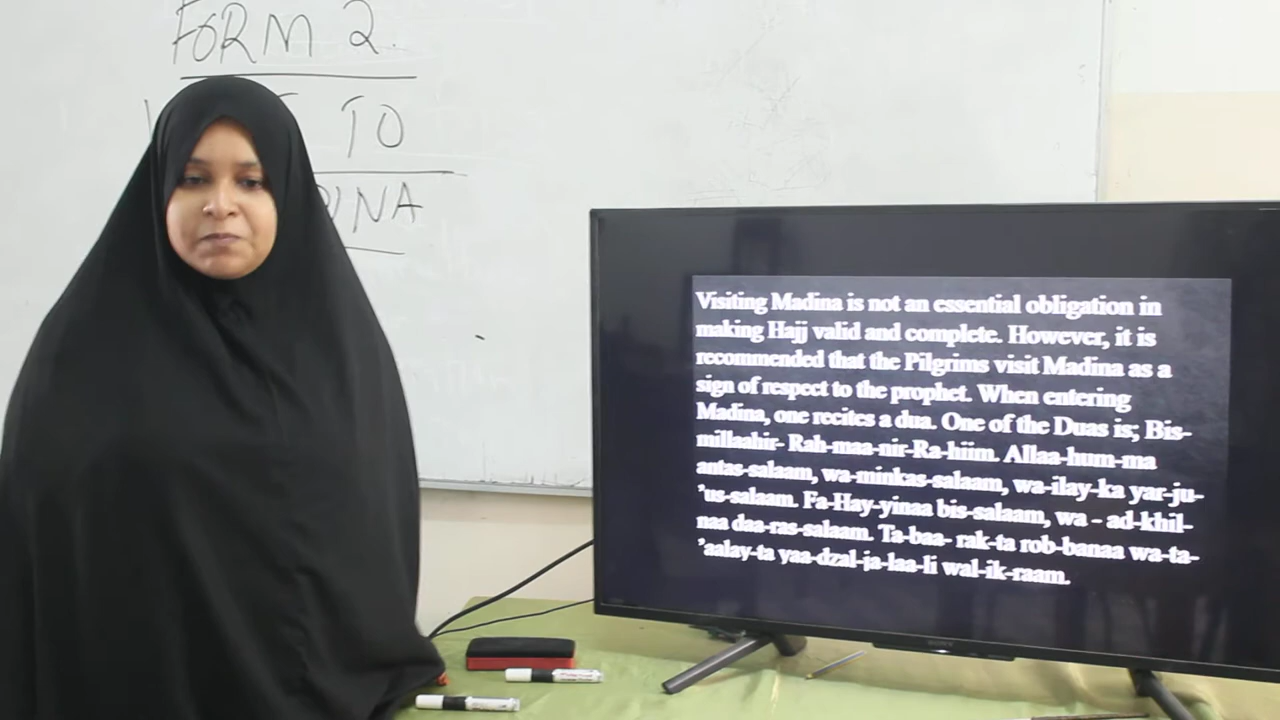 FORM 2.
TO
INA
Visiting Madina is not an essential obligation in
making Hajj valid and complete. However, it is
recommended that the Pilgrims visit Madina as a
sign of respect to the prophet. When entering
Madina, one recites a dua. One of the Duas is; Bis-
millaahir- Rah-maa-nir-Ra-hiim. Allaa-hum-ma
antas-salaam, wa-minkas-salaam, wa-ilay-ka yar-ju-
’us-salaam. Fa-Hay-yinaa bis-salaam, wa - ad-khil-
naa daa-ras-salaam. Ta-baa- rak-ta rob-banaa wa-ta-
’aalay-ta yaa-dzal-ja-laa-li wal-ik-raam.
SONY